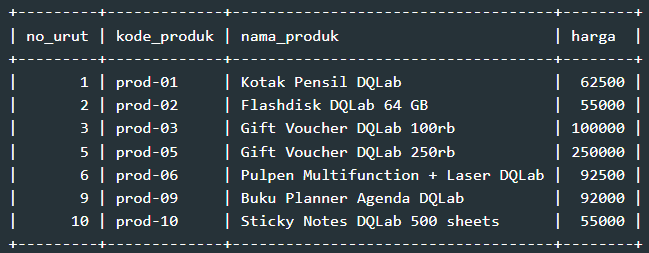 +---------+-------------+--------------------------------------+--------+
| no_urut | kode_produk | nama_produk                          | harga  |
+---------+-------------+--------------------------------------+--------+
|       1 | prod-01     | Kotak Pensil DQLab                   |  62500 |
|       2 | prod-02     | Flashdisk DQLab 64 GB                |  55000 |
|       3 | prod-03     | Gift Voucher DQLab 100rb             | 100000 |
|       5 | prod-05     | Gift Voucher DQLab 250rb             | 250000 |
|       6 | prod-06     | Pulpen Multifunction + Laser DQLab   |  92500 |
|       9 | prod-09     | Buku Planner Agenda DQLab            |  92000 |
|      10 | prod-10     | Sticky Notes DQLab 500 sheets        |  55000 |
+---------+-------------+--------------------------------------+--------+